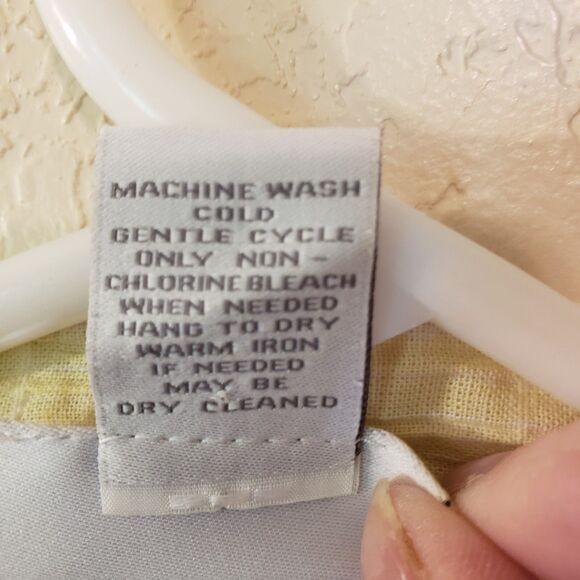 MACHINE WASH
COLD
GENTLE CYCLE
ONLY NON -
CHLORINE BLEACH
WHEN NEEDED
HANG TO DRY
WARM IRON
IF NEEDED
MAY BE
DRY CLEANED